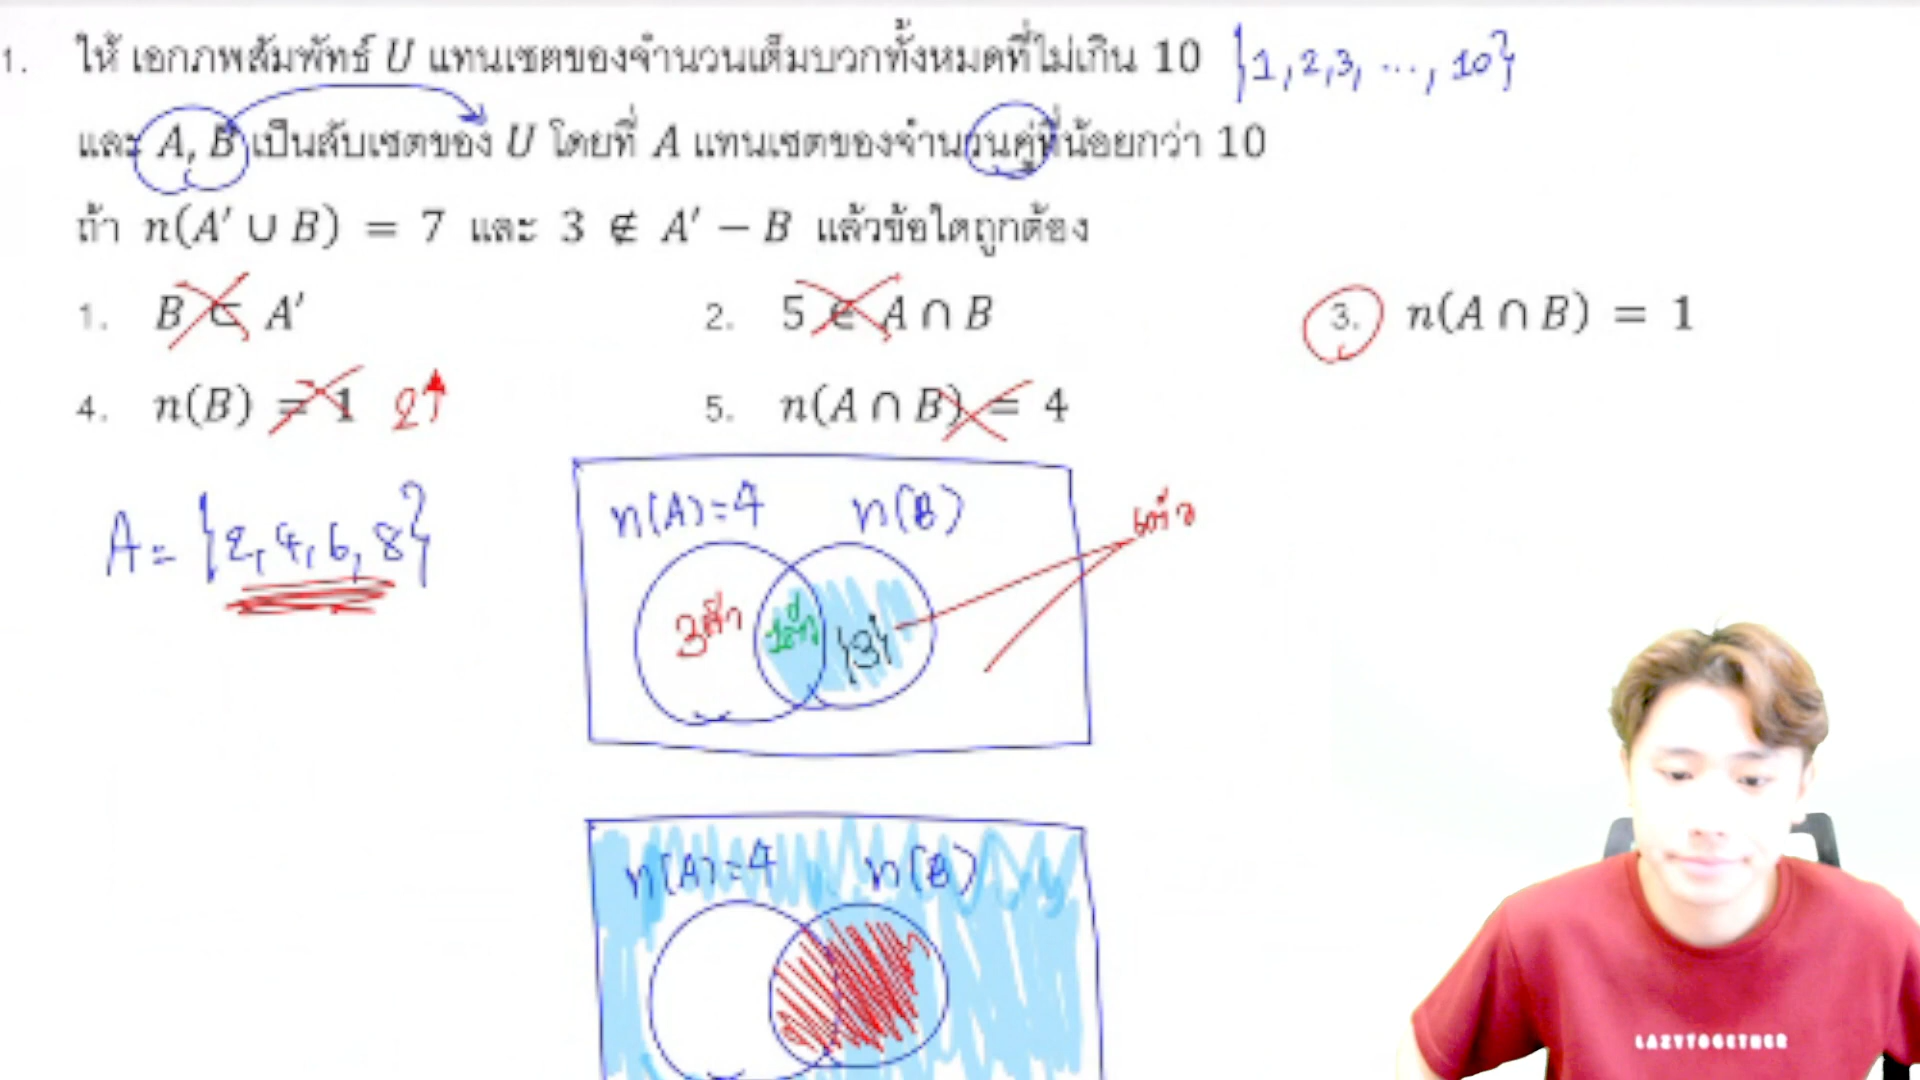 1. ให้ เอกภพสัมพัทธ์ U แทนเซตของจำนวนเต็มบวกทั้งหมดที่ไม่เกิน 10 {1, 2, 3, ..., 10}
และ A, B เป็นสับเซตของ U โดยที่ A แทนเซตของจำนวนคู่ที่น้อยกว่า 10
ถ้า n(A′ ∪ B) = 7 และ 3 ∉ A′ − B แล้วข้อใดถูกต้อง
1. B ⊂ A′ 2. 5 ∈ A ∩ B 3. n(A ∩ B) = 1
4. n(B) = 1 2↑ 5. n(A ∩ B) = 4
A = {2, 4, 6, 8}
n(A)=4 n(B)
6ตัว
3ตัว 1ตัว {3}
n(A)=4 n(B)
LAZYTOGETHER